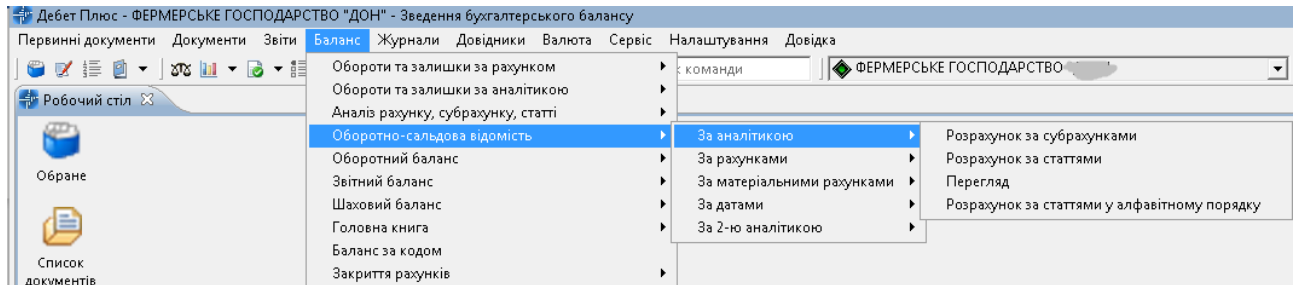 Дебет Плюс - ФЕРМЕРСЬКЕ ГОСПОДАРСТВО "ДОН" - Зведення бухгалтерського балансу
Первинні документи Документи Звіти Баланс Журнали Довідники Валюта Сервіс Налаштування Довідка
команди ФЕРМЕРСЬКЕ ГОСПОДАРСТВО
Робочий стіл
Обране
Список
документів
Обороти та залишки за рахунком
Обороти та залишки за аналітикою
Аналіз рахунку, субрахунку, статті
Оборотно-сальдова відомість
Оборотний баланс
Звітний баланс
Шаховий баланс
Головна книга
Баланс за кодом
Закриття рахунків
За аналітикою
За рахунками
За матеріальними рахунками
За датами
За 2-ю аналітикою
Розрахунок за субрахунками
Розрахунок за статтями
Перегляд
Розрахунок за статтями у алфавітному порядку